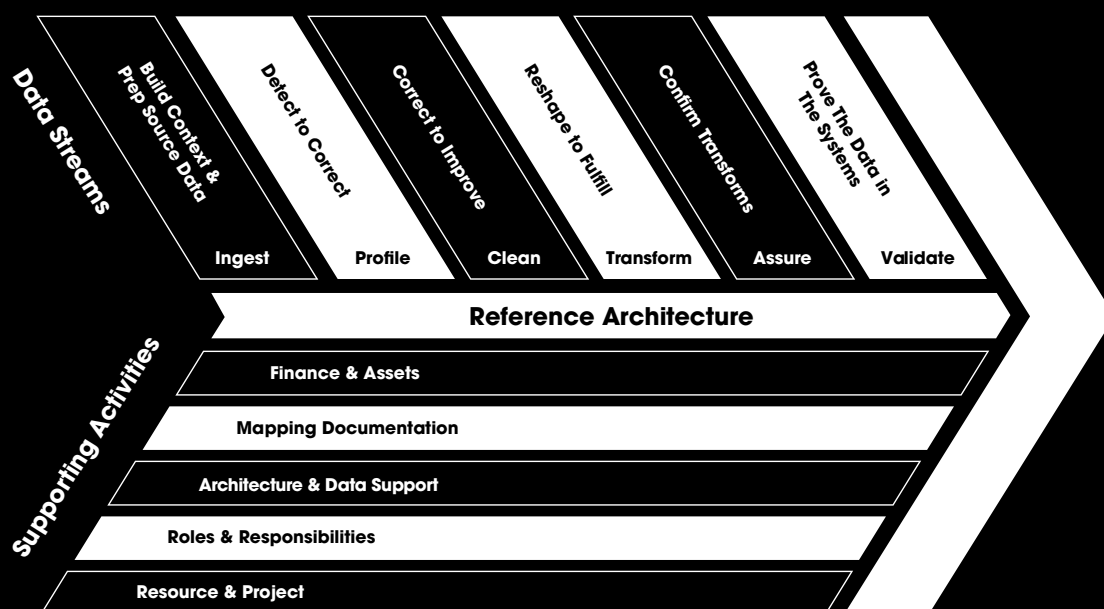 Data Streams
Build Context &
Prep Source Data
Ingest
Detect to Correct
Profile
Correct to Improve
Clean
Reshape to Fulfill
Transform
Confirm Transforms
Assure
Prove The Data in
The Systems
Validate
Reference Architecture
Supporting Activities
Finance & Assets
Mapping Documentation
Architecture & Data Support
Roles & Responsibilities
Resource & Project